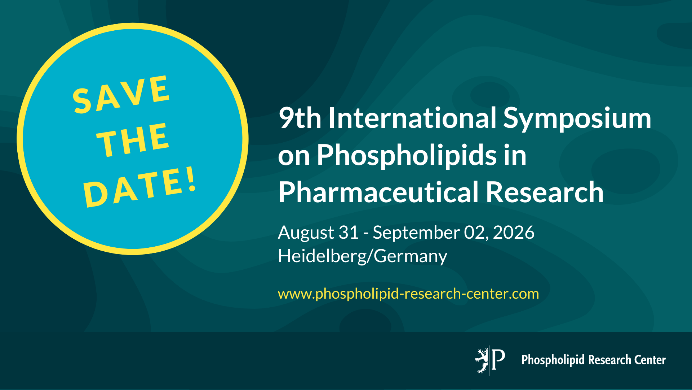 SAVE
THE
DATE!
9th International Symposium
on Phospholipids in
Pharmaceutical Research
August 31 - September 02, 2026
Heidelberg/Germany
www.phospholipid-research-center.com
P
Phospholipid Research Center